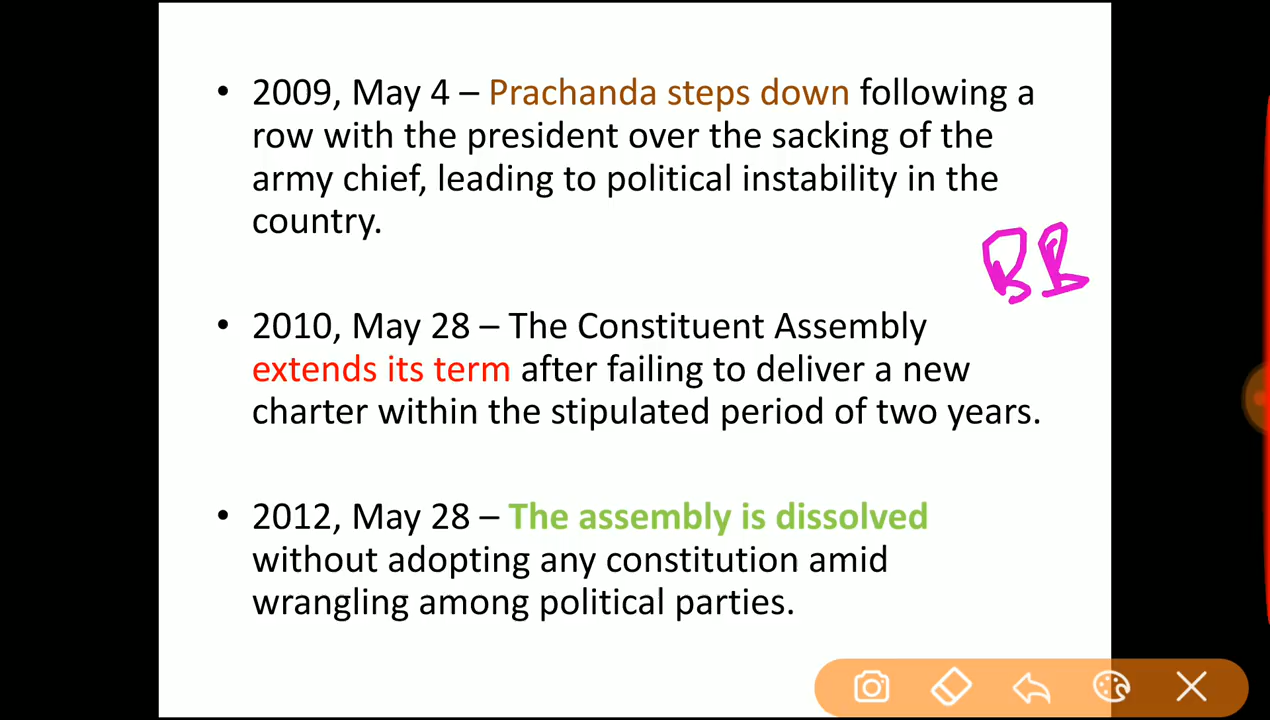 • 2009, May 4 – Prachanda steps down following a
row with the president over the sacking of the
army chief, leading to political instability in the
country.
BB
• 2010, May 28 – The Constituent Assembly
extends its term after failing to deliver a new
charter within the stipulated period of two years.
• 2012, May 28 – The assembly is dissolved
without adopting any constitution amid
wrangling among political parties.